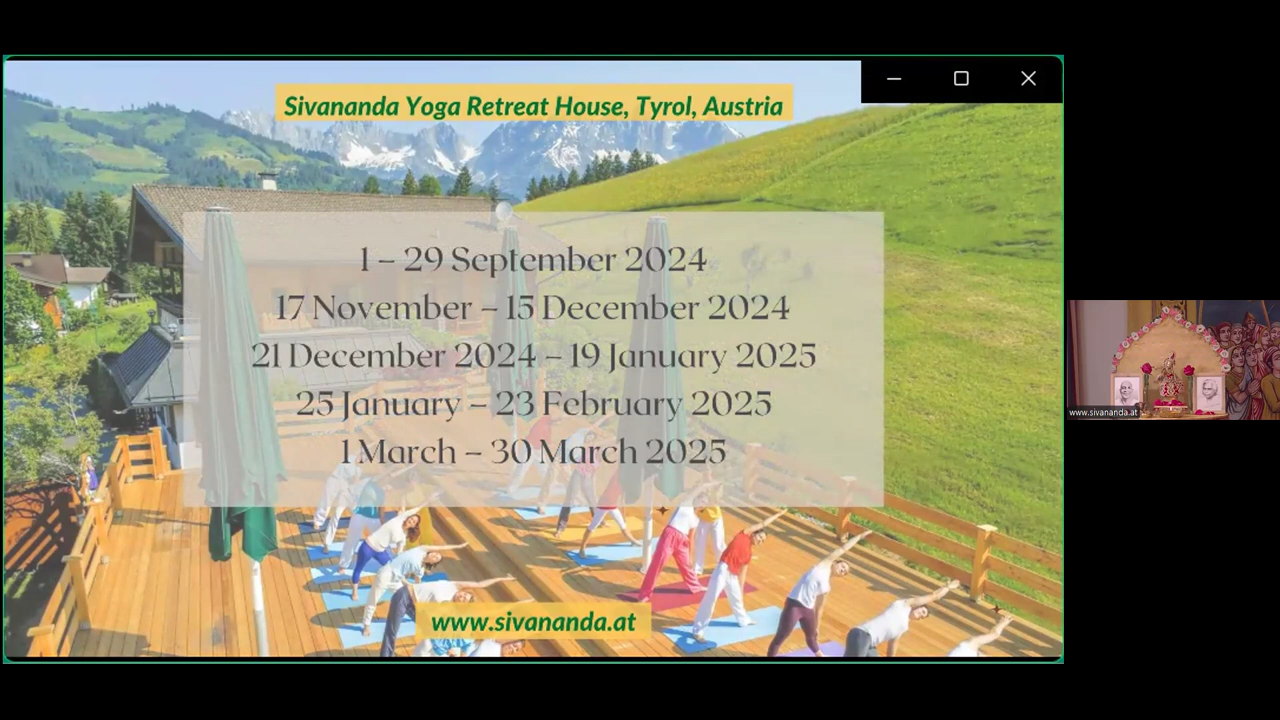 Sivananda Yoga Retreat House, Tyrol, Austria
1 – 29 September 2024
17 November – 15 December 2024
21 December 2024 – 19 January 2025
25 January – 23 February 2025
1 March – 30 March 2025
www.sivananda.at
www.sivananda.at